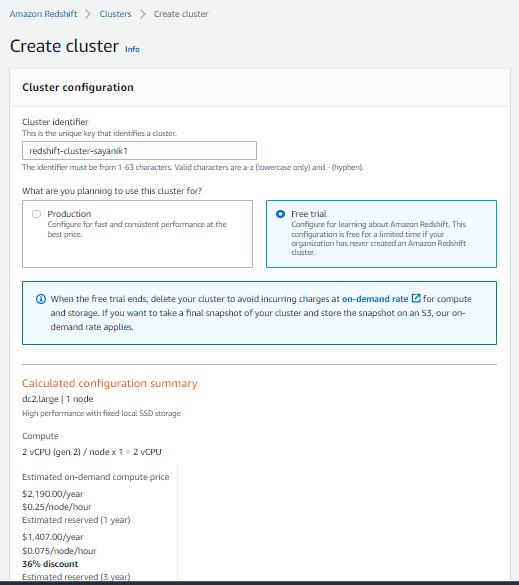 Amazon Redshift > Clusters > Create cluster
Create cluster Info
Cluster configuration
Cluster identifier
This is the unique key that identifies a cluster.
redshift-cluster-sayanik1
The identifier must be from 1-63 characters. Valid characters are a-z (lowercase only) and - (hyphen).
What are you planning to use this cluster for?
Production
Configure for fast and consistent performance at the
best price.
Free trial
Configure for learning about Amazon Redshift. This
configuration is free for a limited time if your
organization has never created an Amazon Redshift
cluster.
When the free trial ends, delete your cluster to avoid incurring charges at on-demand rate for compute
and storage. If you want to take a final snapshot of your cluster and store the snapshot on an S3, our on-
demand rate applies.
Calculated configuration summary
dc2.large | 1 node
High performance with fixed local SSD storage
Compute
2 vCPU (gen 2) / node x 1 = 2 vCPU
Estimated on-demand compute price
$2,190.00/year
$0.25/node/hour
Estimated reserved (1 year)
$1,407.00/year
$0.075/node/hour
36% discount
Estimated reserved (3 year)